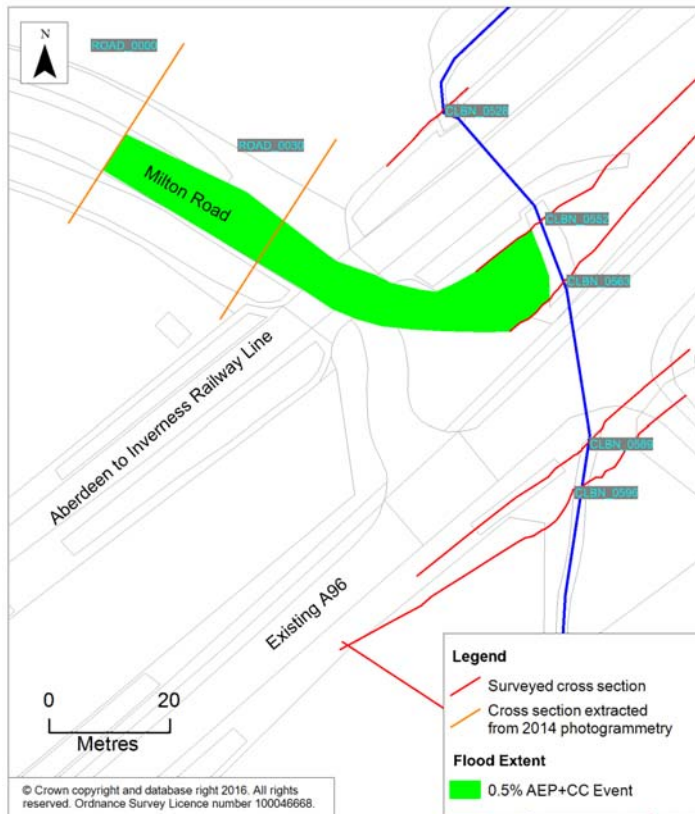 N
ROAD_0000
CLBN_0528
ROAD_0030
Milton Road
CLBN_0552
CLBN_0563
Aberdeen to Inverness Railway Line
CLBN_0589
CLBN_0596
Existing A96
0 20
Metres
Legend
Surveyed cross section
Cross section extracted
from 2014 photogrammetry
Flood Extent
0.5% AEP+CC Event
© Crown copyright and database right 2016. All rights
reserved. Ordnance Survey Licence number 100046668.